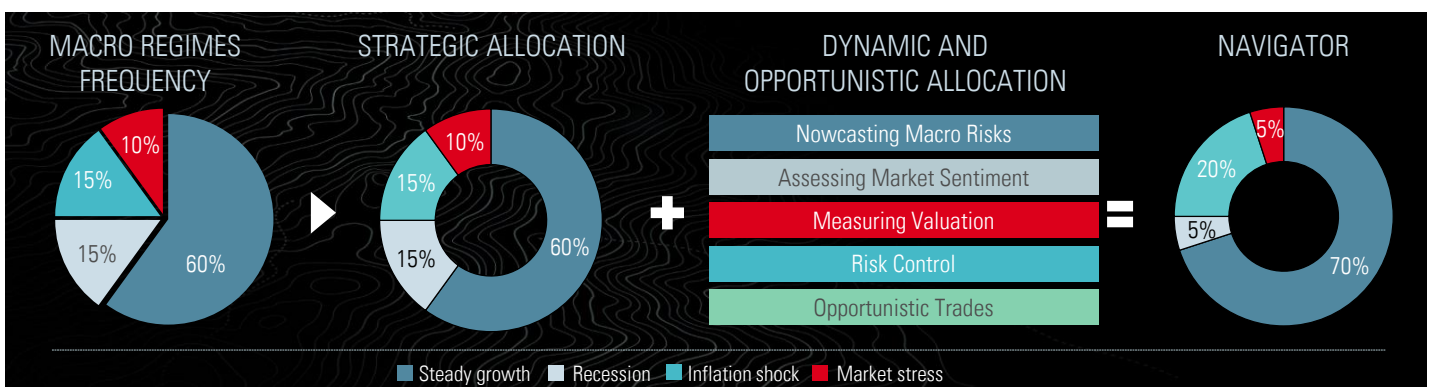 MACRO REGIMES
FREQUENCY
10%
15%
15%
60%
STRATEGIC ALLOCATION
10%
15%
15%
60%
DYNAMIC AND
OPPORTUNISTIC ALLOCATION
Nowcasting Macro Risks
Assessing Market Sentiment
Measuring Valuation
Risk Control
Opportunistic Trades
NAVIGATOR
5%
20%
5%
70%
Steady growth Recession Inflation shock Market stress